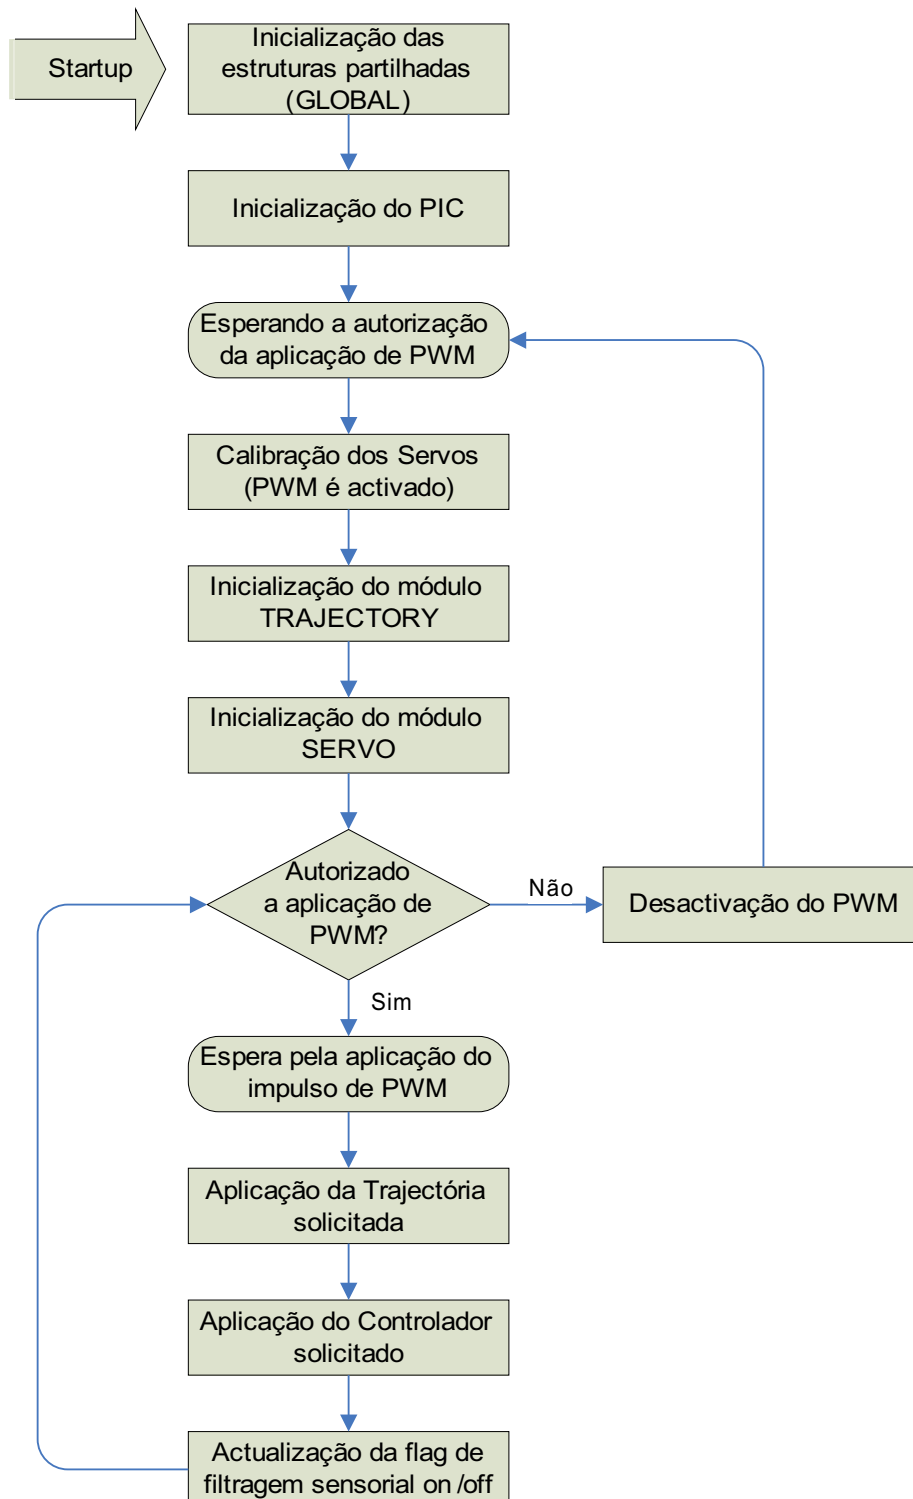 Startup
Inicialização das
estruturas partilhadas
(GLOBAL)
Inicialização do PIC
Esperando a autorização
da aplicação de PWM
Calibração dos Servos
(PWM é activado)
Inicialização do módulo
TRAJECTORY
Inicialização do módulo
SERVO
Autorizado
a aplicação de
PWM?
Não
Desactivação do PWM
Sim
Espera pela aplicação do
impulso de PWM
Aplicação da Trajectória
solicitada
Aplicação do Controlador
solicitado
Actualização da flag de
filtragem sensorial on /off